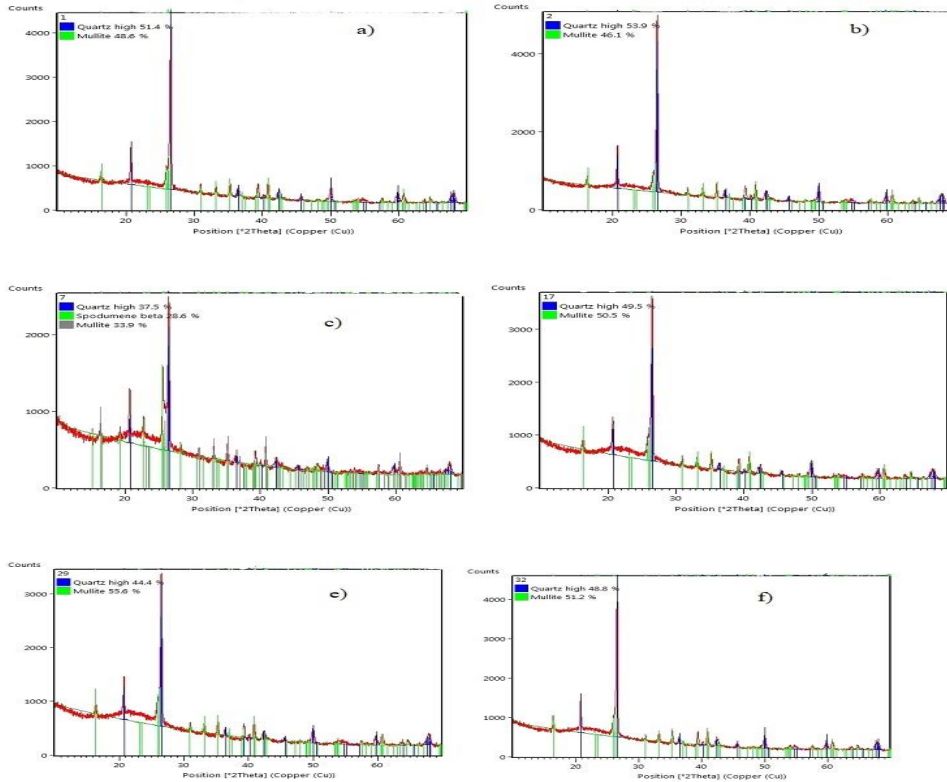 Counts
1
Quartz high 51.4 %
Mullite 48.6 %
a)
4000
3000
2000
1000
0
20 30 40 50 60
Position [°2Theta] (Copper (Cu))
Counts
2
Quartz high 53.9 %
Mullite 46.1 %
b)
4000
2000
0
20 30 40 50 60
Position [°2Theta] (Copper (Cu))
Counts
7
Quartz high 37.5 %
Spodumene beta 28.6 %
Mullite 33.9 %
c)
2000
1000
0
20 30 40 50 60
Position [°2Theta] (Copper (Cu))
Counts
17
Quartz high 49.5 %
Mullite 50.5 %
3000
2000
1000
0
20 30 40 50 60
Position [°2Theta] (Copper (Cu))
Counts
29
Quartz high 44.4 %
Mullite 55.6 %
e)
3000
2000
1000
0
20 30 40 50 60
Position [°2Theta] (Copper (Cu))
Counts
32
Quartz high 48.8 %
Mullite 51.2 %
f)
4000
3000
2000
1000
0
20 30 40 50 60
Position [°2Theta] (Copper (Cu))